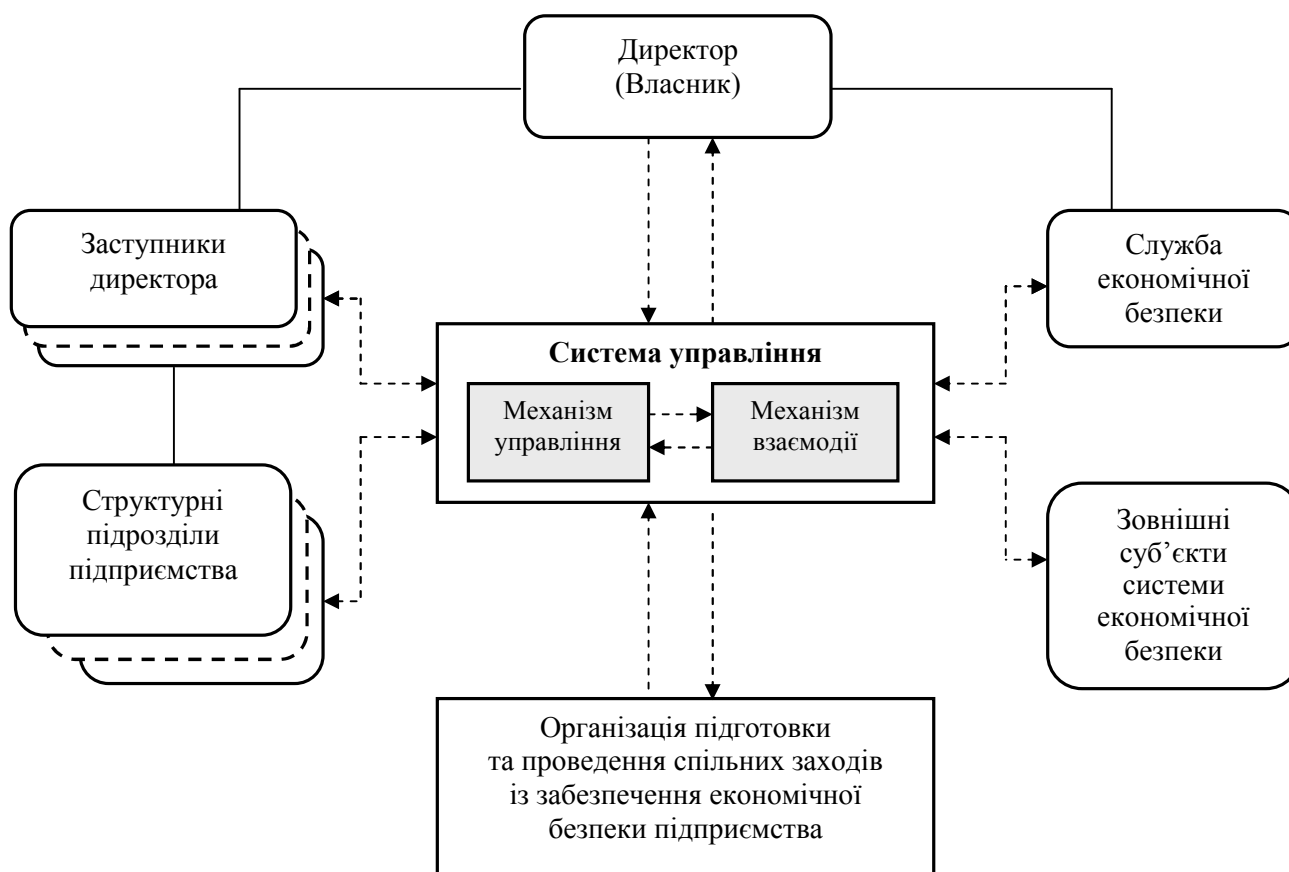 Директор
(Власник)
Заступники
директора
Служба
економічної
безпеки
Система управління
Механізм
управління
Механізм
взаємодії
Структурні
підрозділи
підприємства
Зовнішні
суб’єкти
системи
економічної
безпеки
Організація підготовки
та проведення спільних заходів
із забезпечення економічної
безпеки підприємства